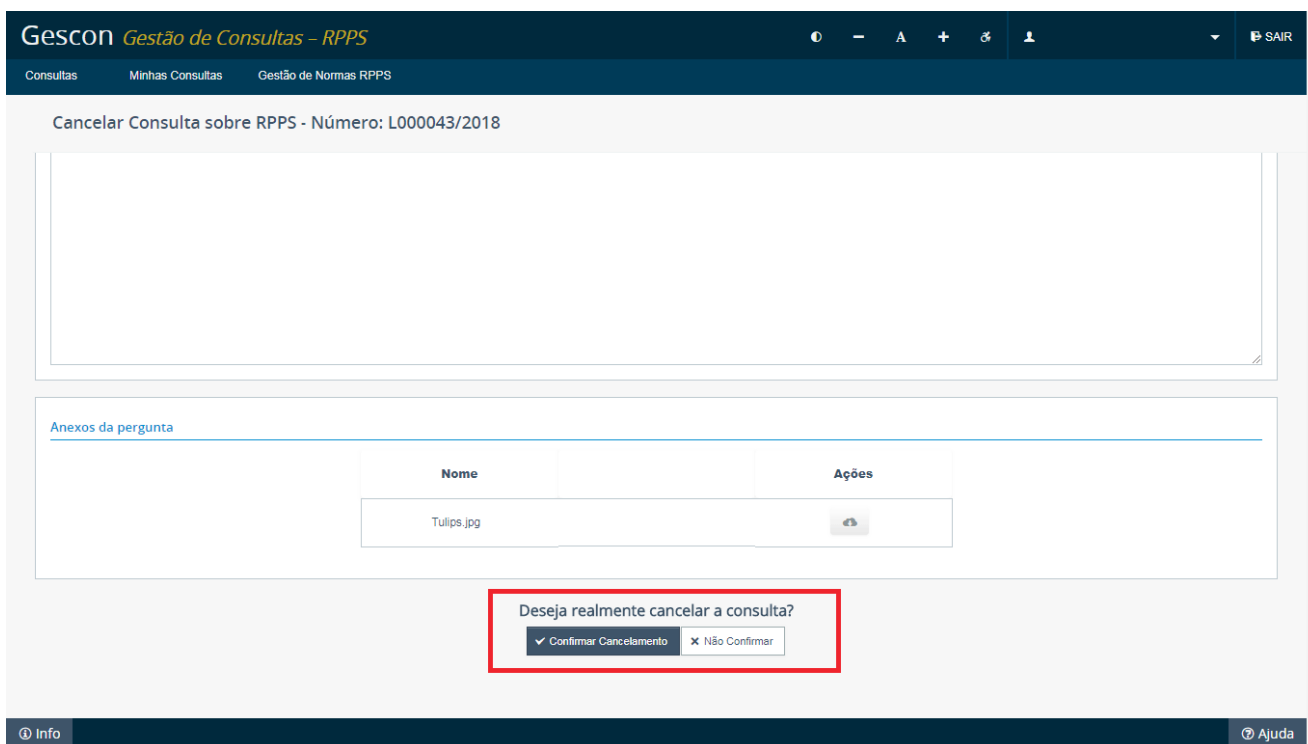 Gescon Gestão de Consultas – RPPS A SAIR
Consultas Minhas Consultas Gestão de Normas RPPS
Cancelar Consulta sobre RPPS - Número: L000043/2018
Anexos da pergunta
Nome Ações
Tulips.jpg
Deseja realmente cancelar a consulta?
Confirmar Cancelamento Não Confirmar
Info Ajuda